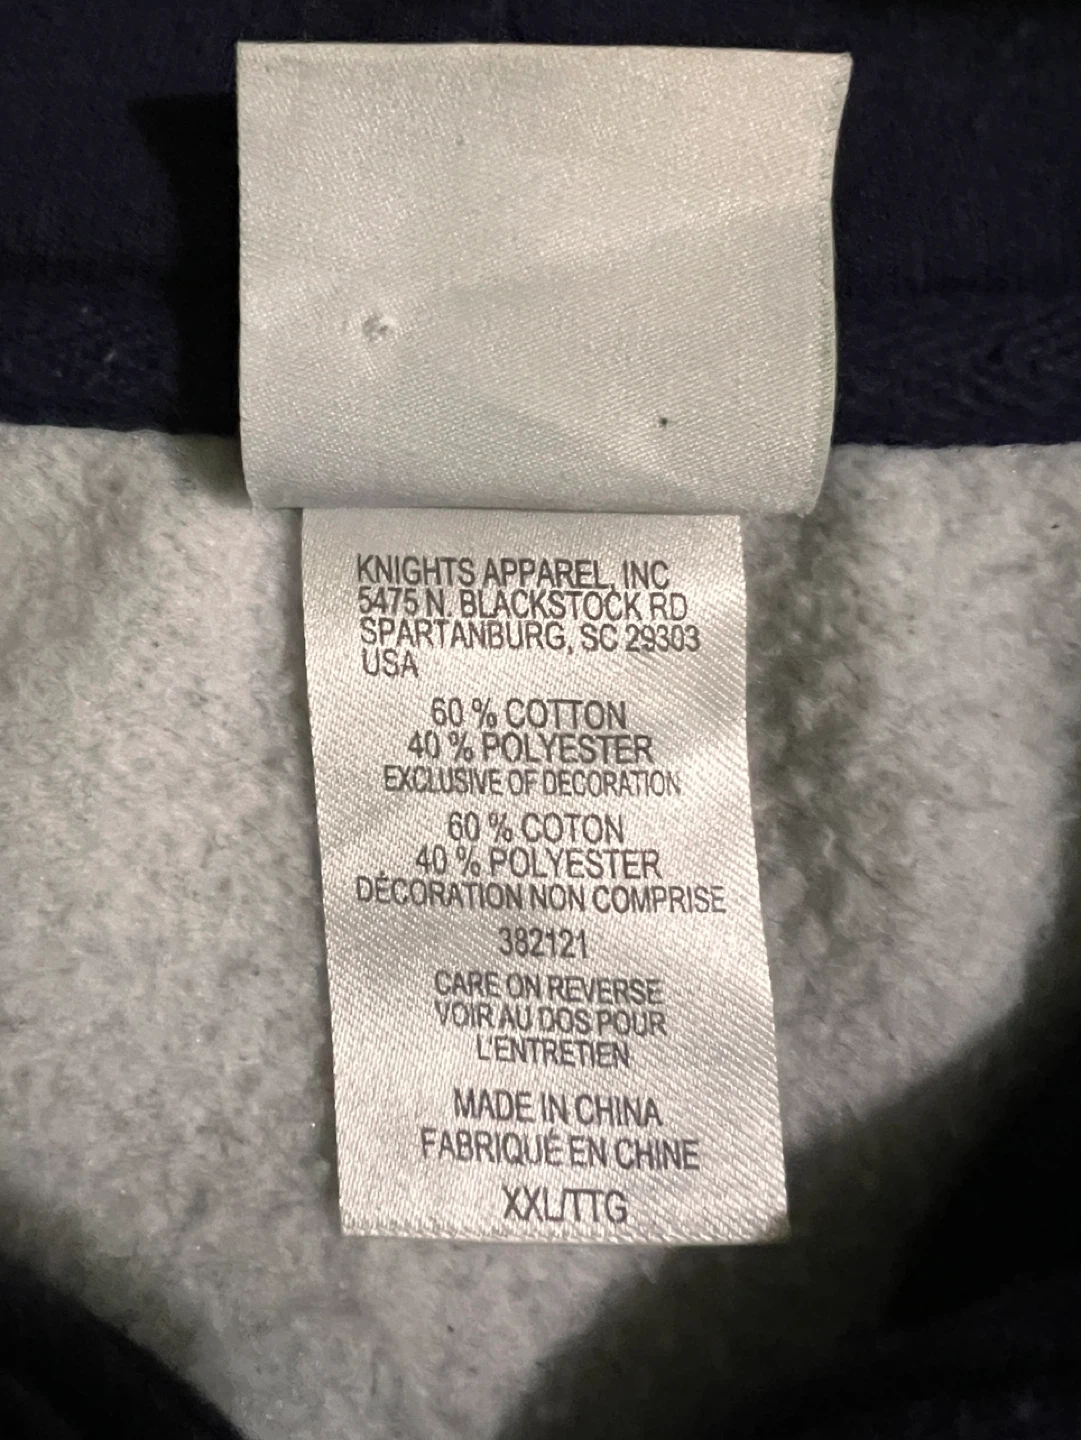 KNIGHTS APPAREL, INC
5475 N. BLACKSTOCK RD
SPARTANBURG, SC 29303
USA
60 % COTTON
40 % POLYESTER
EXCLUSIVE OF DECORATION
60 % COTON
40 % POLYESTER
DÉCORATION NON COMPRISE
382121
CARE ON REVERSE
VOIR AU DOS POUR
L'ENTRETIEN
MADE IN CHINA
FABRIQUÉ EN CHINE
XXL/TTG